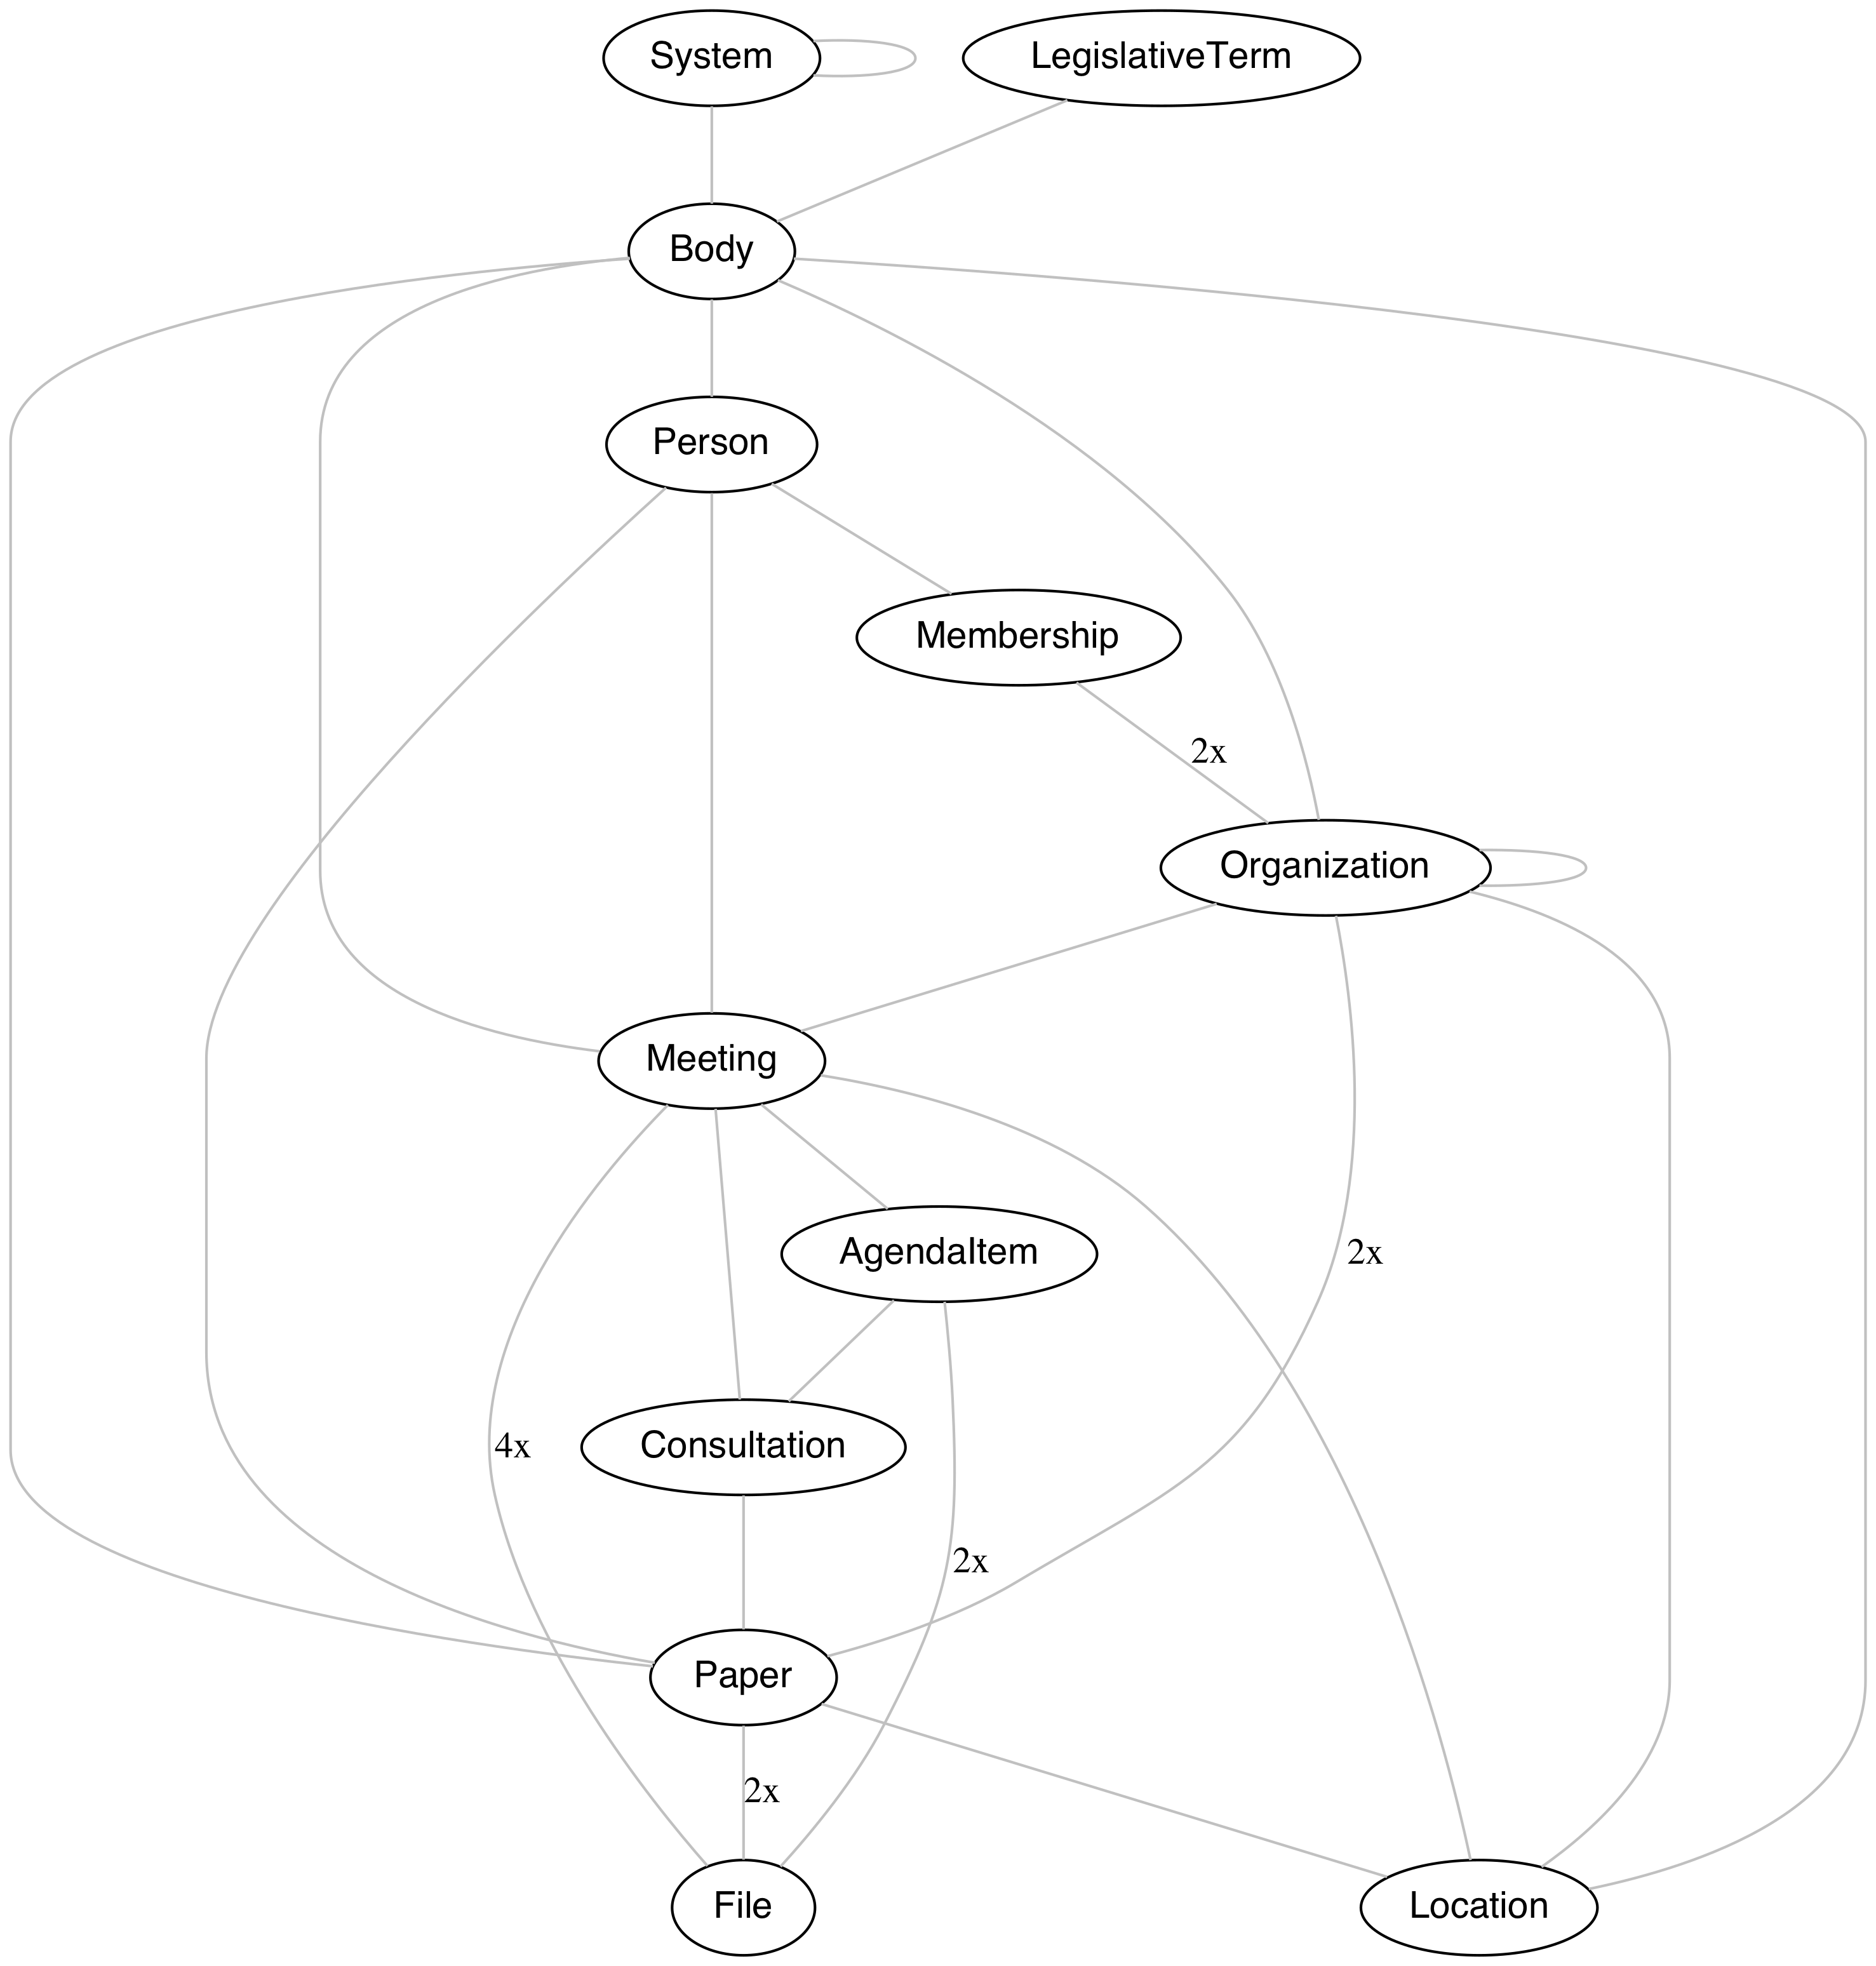 System
LegislativeTerm
Body
Person
Membership
2x
Organization
Meeting
AgendaItem
2x
Consultation
4x
2x
Paper
2x
File
Location